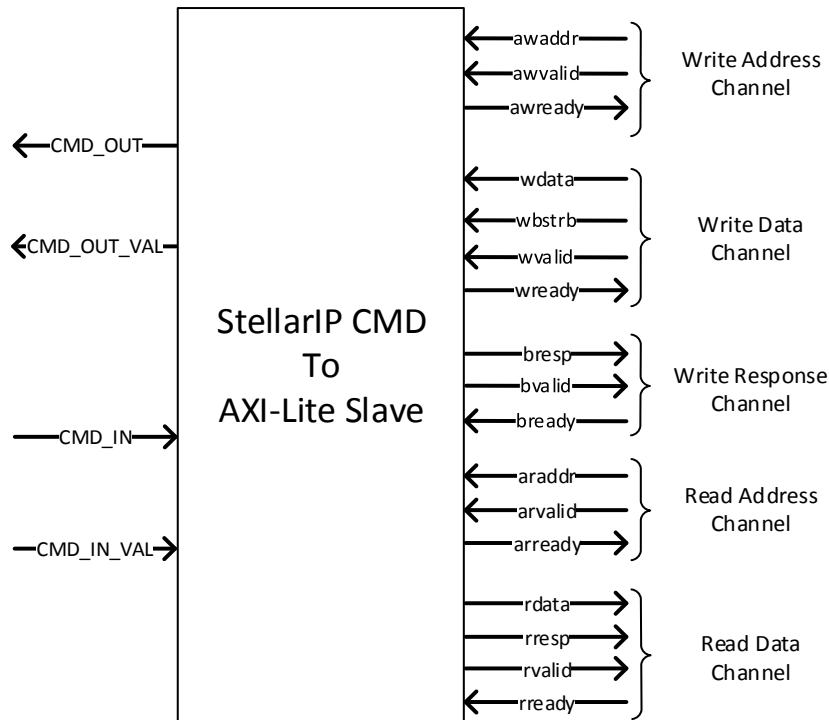 awaddr
awvalid
awready
Write Address
Channel
CMD_OUT
CMD_OUT_VAL
wdata
wbstrb
wvalid
wready
Write Data
Channel
StellarIP CMD
To
AXI-Lite Slave
bresp
bvalid
bready
Write Response
Channel
CMD_IN
CMD_IN_VAL
araddr
arvalid
arready
Read Address
Channel
rdata
rresp
rvalid
rready
Read Data
Channel